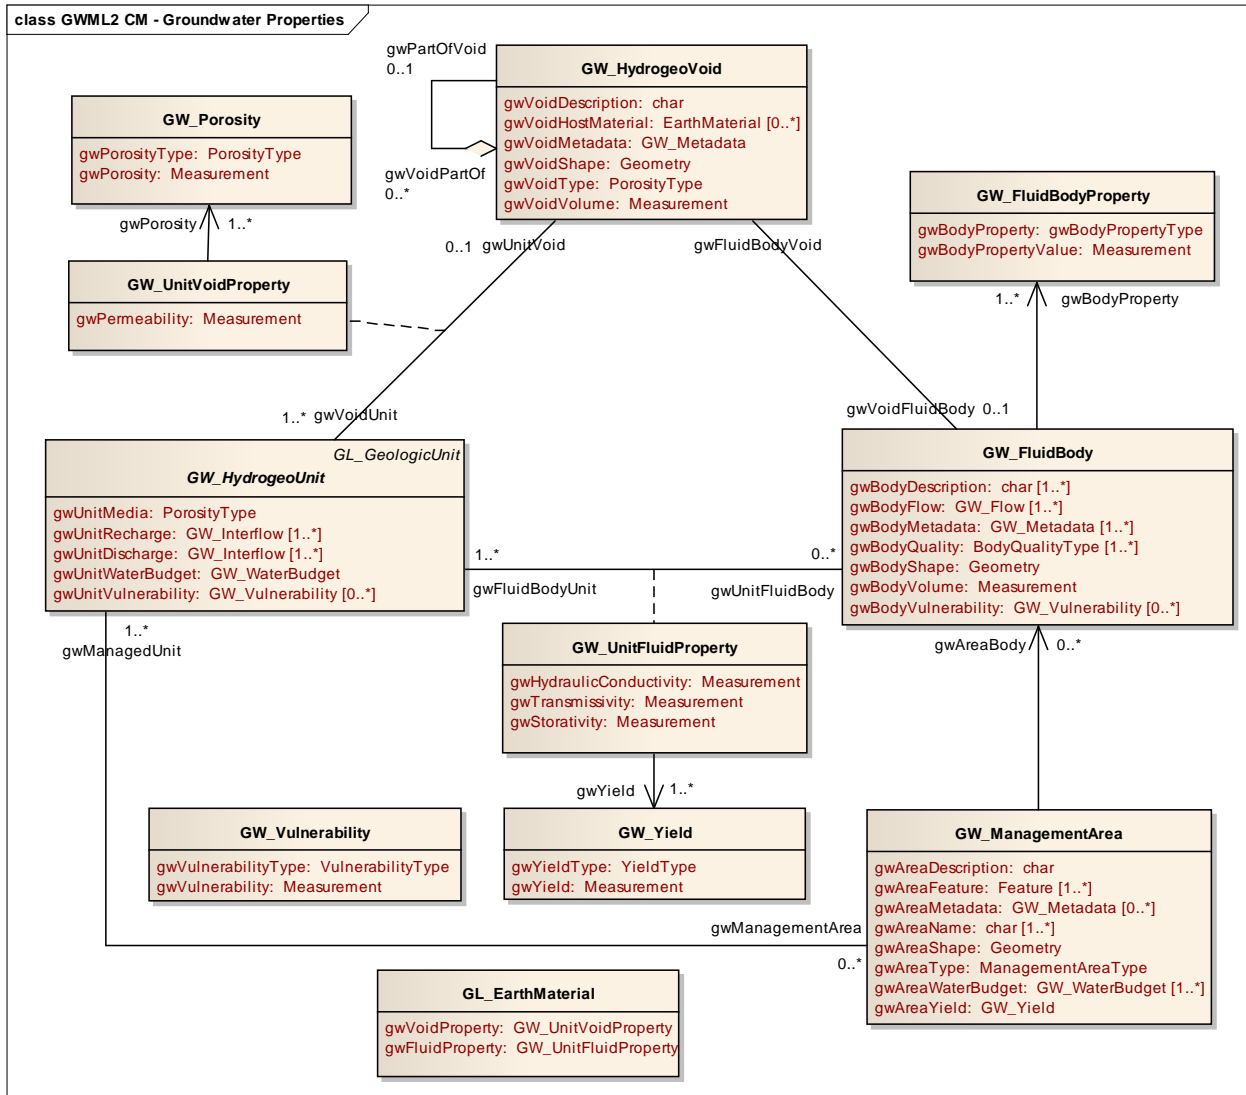 class GWML2 CM - Groundwater Properties
gwPartOfVoid
0..1
GW_HydrogeoVoid
gwVoidDescription: char
gwVoidHostMaterial: EarthMaterial [0..*]
gwVoidMetadata: GW_Metadata
gwVoidShape: Geometry
gwVoidType: PorosityType
gwVoidVolume: Measurement
gwVoidPartOf
0..*
GW_Porosity
gwPorosityType: PorosityType
gwPorosity: Measurement
gwPorosity
1..*
GW_FluidBodyProperty
gwBodyProperty: gwBodyPropertyType
gwBodyPropertyValue: Measurement
0..1
gwUnitVoid
gwFluidBodyVoid
GW_UnitVoidProperty
gwPermeability: Measurement
1..*
gwBodyProperty
1..*
gwVoidUnit
gwVoidFluidBody
0..1
GL_GeologicUnit
GW_HydrogeoUnit
gwUnitMedia: PorosityType
gwUnitRecharge: GW_Interflow [1..*]
gwUnitDischarge: GW_Interflow [1..*]
gwUnitWaterBudget: GW_WaterBudget
gwUnitVulnerability: GW_Vulnerability [0..*]
GW_FluidBody
gwBodyDescription: char [1..*]
gwBodyFlow: GW_Flow [1..*]
gwBodyMetadata: GW_Metadata [1..*]
gwBodyQuality: BodyQualityType [1..*]
gwBodyShape: Geometry
gwBodyVolume: Measurement
gwBodyVulnerability: GW_Vulnerability [0..*]
1..*
gwFluidBodyUnit
0..*
gwUnitFluidBody
1..*
gwManagedUnit
GW_UnitFluidProperty
gwHydraulicConductivity: Measurement
gwTransmissivity: Measurement
gwStorativity: Measurement
gwAreaBody
0..*
gwYield
1..*
GW_Vulnerability
gwVulnerabilityType: VulnerabilityType
gwVulnerability: Measurement
GW_Yield
gwYieldType: YieldType
gwYield: Measurement
GW_ManagementArea
gwAreaDescription: char
gwAreaFeature: Feature [1..*]
gwAreaMetadata: GW_Metadata [0..*]
gwAreaName: char [1..*]
gwAreaShape: Geometry
gwAreaType: ManagementAreaType
gwAreaWaterBudget: GW_WaterBudget [1..*]
gwAreaYield: GW_Yield
gwManagementArea
0..*
GL_EarthMaterial
gwVoidProperty: GW_UnitVoidProperty
gwFluidProperty: GW_UnitFluidProperty